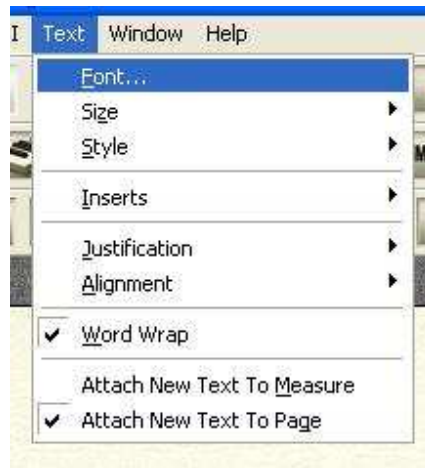 I Text Window Help
Font...
Size
Style
Inserts
Justification
Alignment
Word Wrap
Attach New Text To Measure
Attach New Text To Page
M